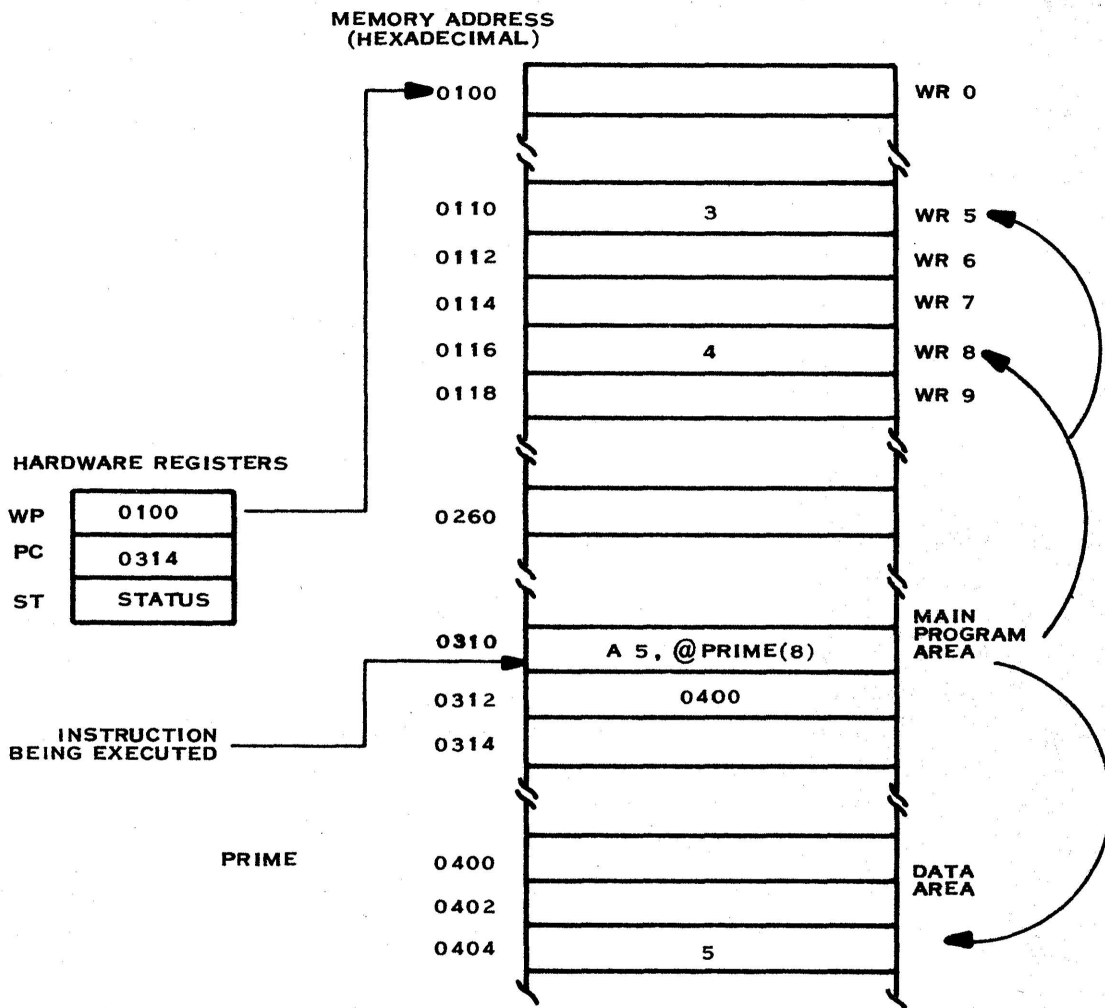 MEMORY ADDRESS
(HEXADECIMAL)
0100 WR 0
0110 3 WR 5
0112 WR 6
0114 WR 7
0116 4 WR 8
0118 WR 9
HARDWARE REGISTERS
WP 0100
PC 0314
ST STATUS
0260
MAIN
PROGRAM
AREA
0310 A 5, @PRIME(8)
0312 0400
INSTRUCTION
BEING EXECUTED
0314
PRIME
0400
DATA
AREA
0402
0404 5